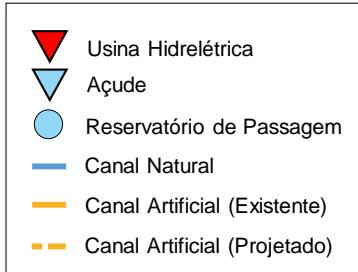 Usina Hidrelétrica
Açude
Reservatório de Passagem
Canal Natural
Canal Artificial (Existente)
Canal Artificial (Projetado)